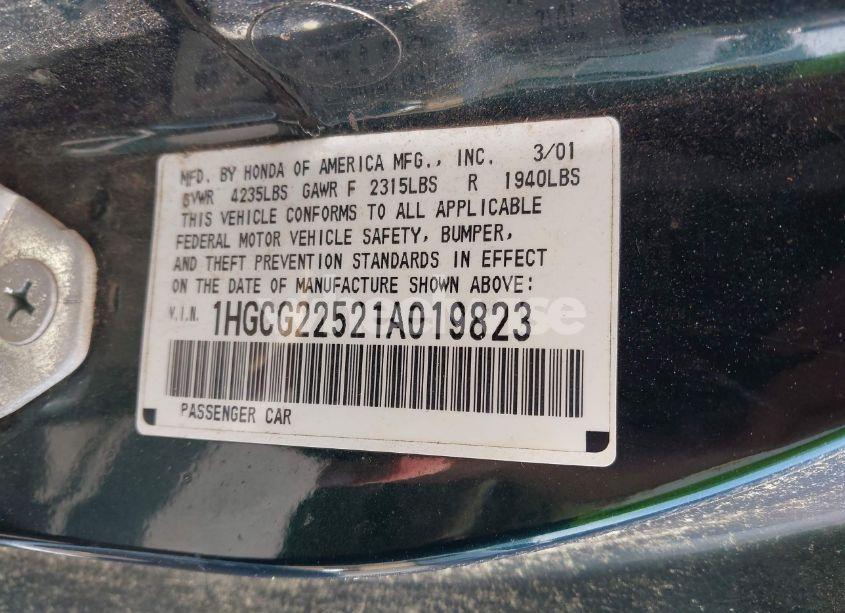 MFD. BY HONDA OF AMERICA MFG., INC. 3/01
GVWR 4235LBS GAWR F 2315LBS R 1940LBS
THIS VEHICLE CONFORMS TO ALL APPLICABLE
FEDERAL MOTOR VEHICLE SAFETY, BUMPER,
AND THEFT PREVENTION STANDARDS IN EFFECT
ON THE DATE OF MANUFACTURE SHOWN ABOVE:
V.I.N. 1HGCG22521A019823
PASSENGER CAR